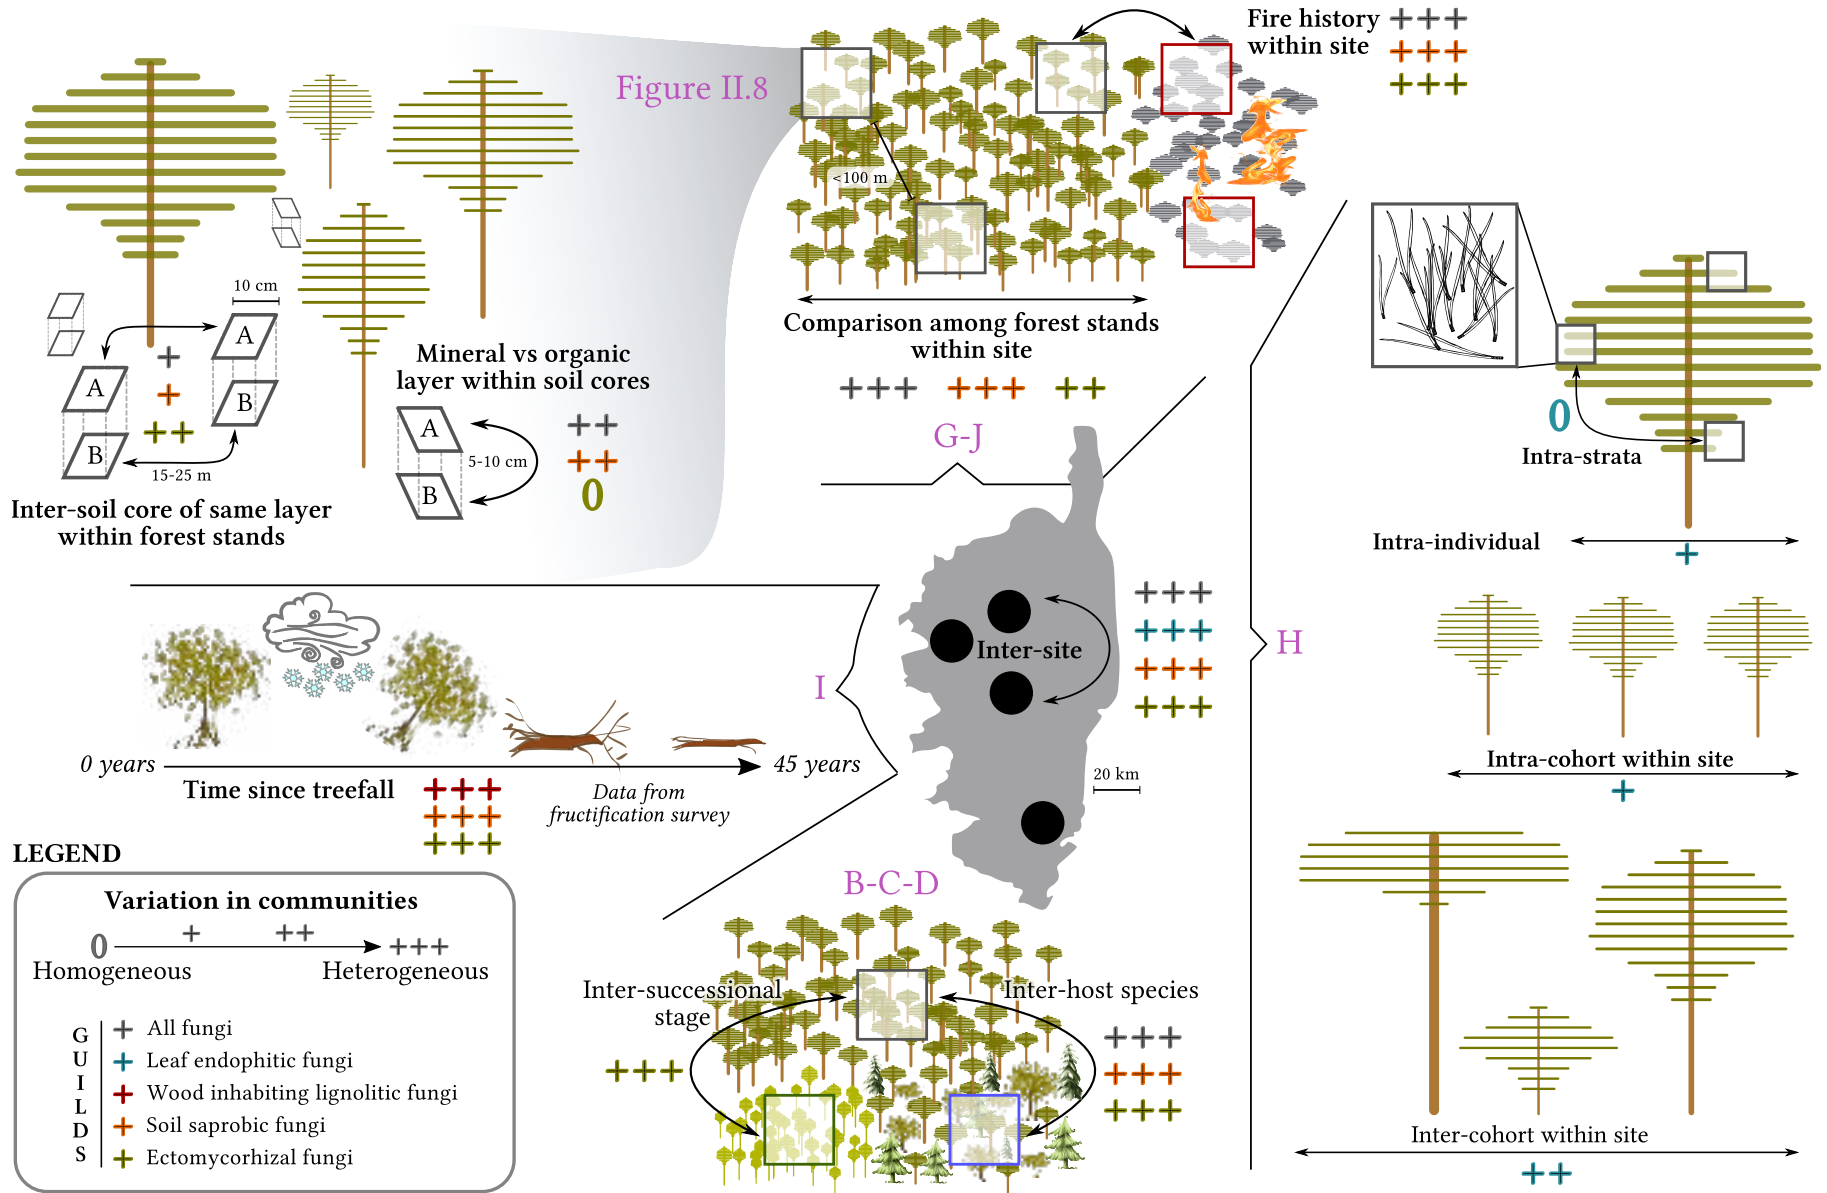 Figure II.8
Fire history
within site
+++
+++
+++
<100 m
Comparison among forest stands
within site
+++ +++ ++
G-J
10 cm
A
A
B
B
+
+
++
15-25 m
Inter-soil core of same layer
within forest stands
Mineral vs organic
layer within soil cores
A
B
5-10 cm
++
++
0
0
Intra-strata
Intra-individual
+
H
Intra-cohort within site
+
Inter-cohort within site
++
Inter-site
+++
+++
+++
+++
20 km
I
0 years
45 years
Time since treefall
+++
+++
+++
Data from
fructification survey
B-C-D
Inter-successional
stage
+++
Inter-host species
+++
+++
+++
LEGEND
Variation in communities
0 + ++ +++
Homogeneous Heterogeneous
GUILDS
+ All fungi
+ Leaf endophitic fungi
+ Wood inhabiting lignolitic fungi
+ Soil saprobic fungi
+ Ectomycorhizal fungi